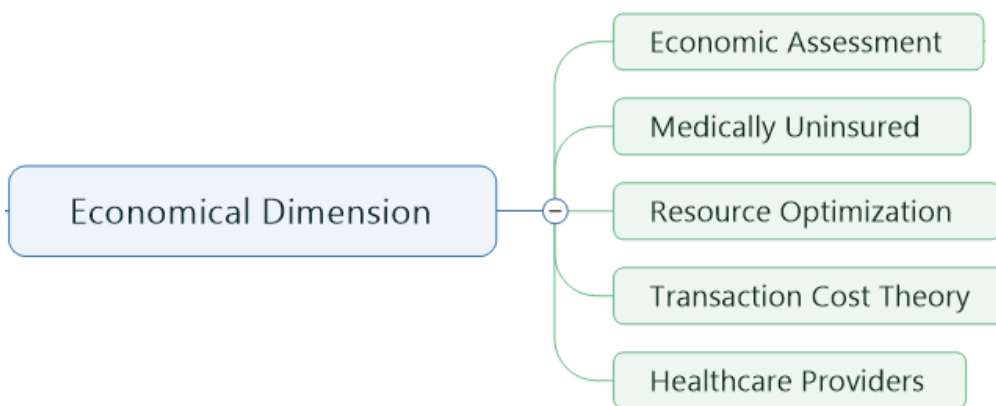 Economic Assessment
Medically Uninsured
Economical Dimension
Resource Optimization
Transaction Cost Theory
Healthcare Providers